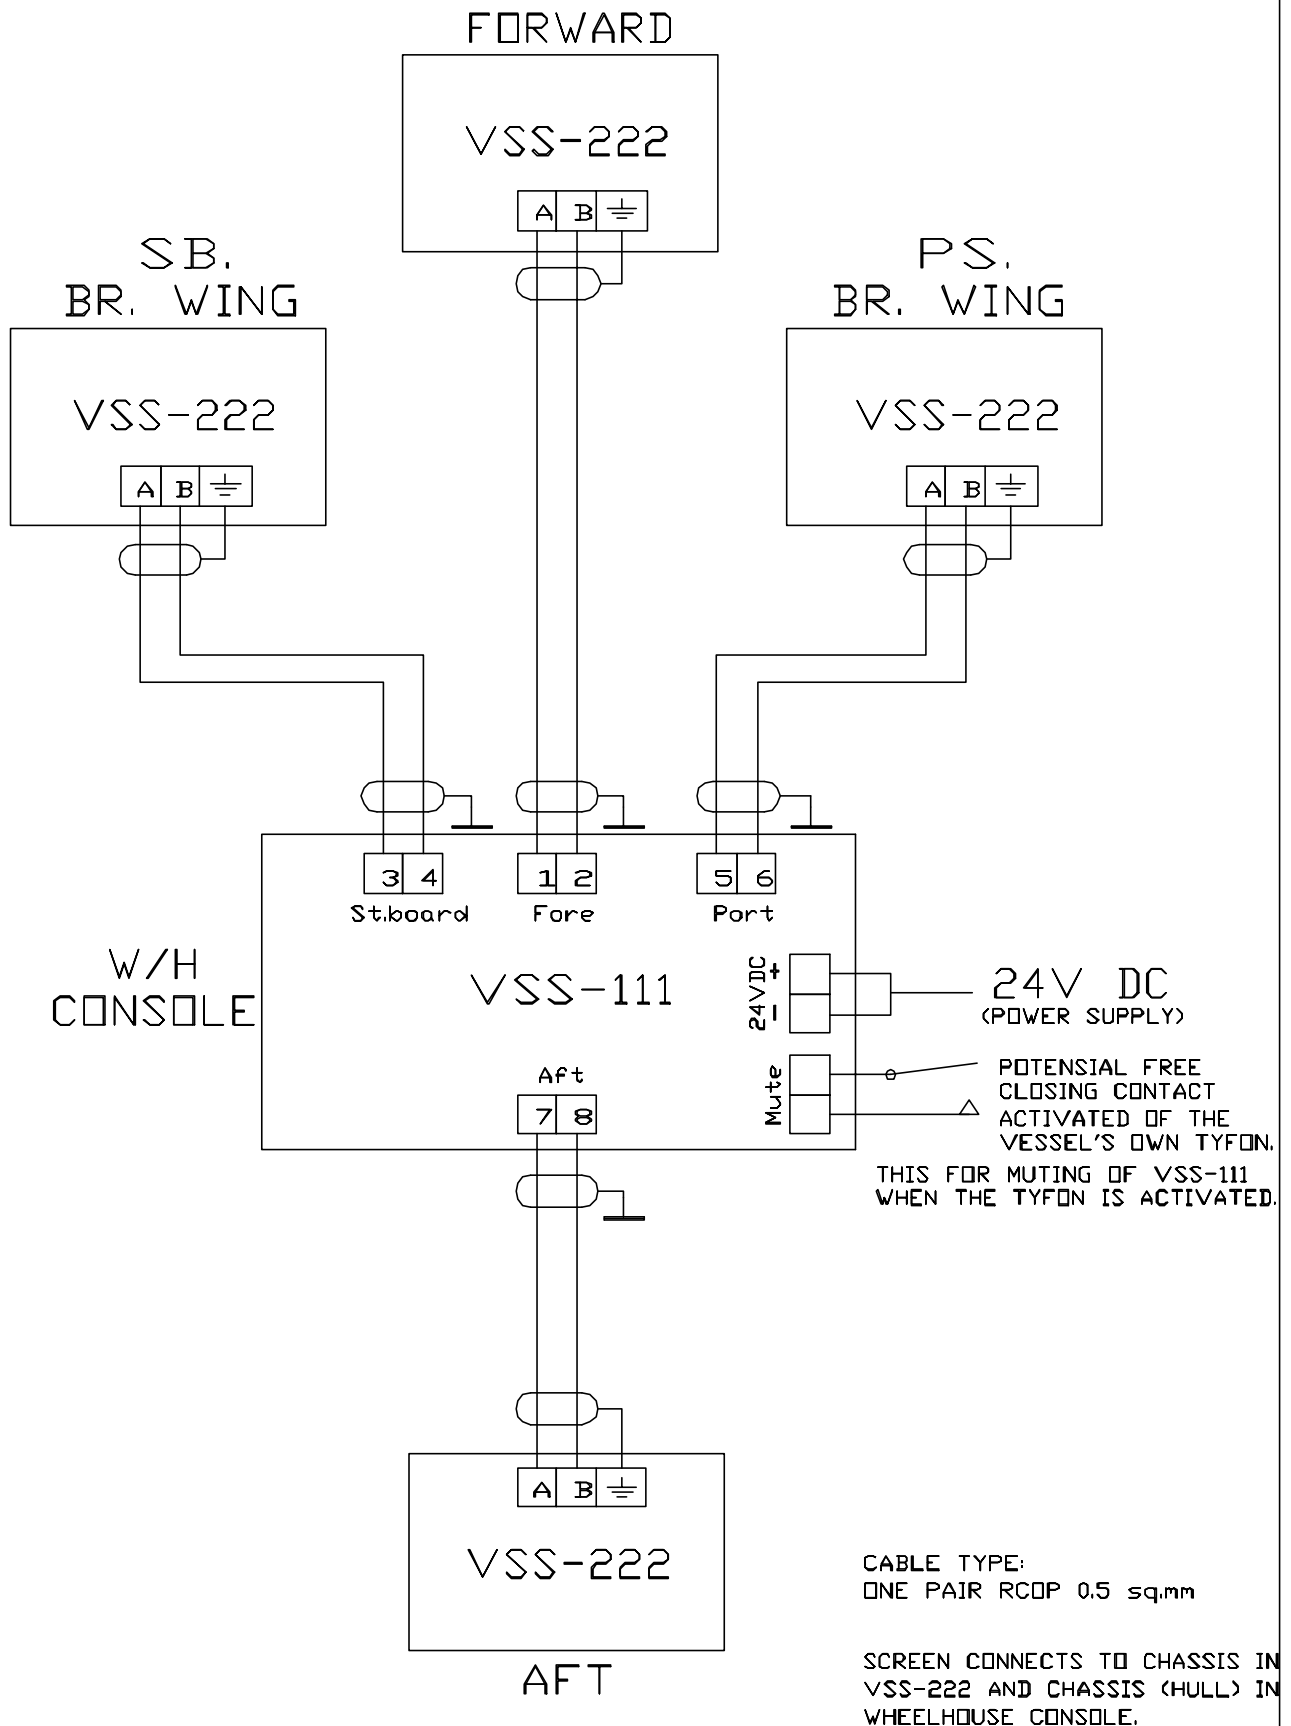 FORWARD
VSS-222
A B
SB.
BR. WING
VSS-222
A B
PS.
BR. WING
VSS-222
A B
3 4
St.board
1 2
Fore
5 6
Port
W/H
CONSOLE
VSS-111
24VDC
- +
24V DC
(POWER SUPPLY)
Mute
POTENSIAL FREE
CLOSING CONTACT
ACTIVATED OF THE
VESSEL'S OWN TYFON.
THIS FOR MUTING OF VSS-111
WHEN THE TYFON IS ACTIVATED.
Aft
7 8
A B
VSS-222
AFT
CABLE TYPE:
ONE PAIR RCOP 0.5 sq.mm
SCREEN CONNECTS TO CHASSIS IN
VSS-222 AND CHASSIS (HULL) IN
WHEELHOUSE CONSOLE.